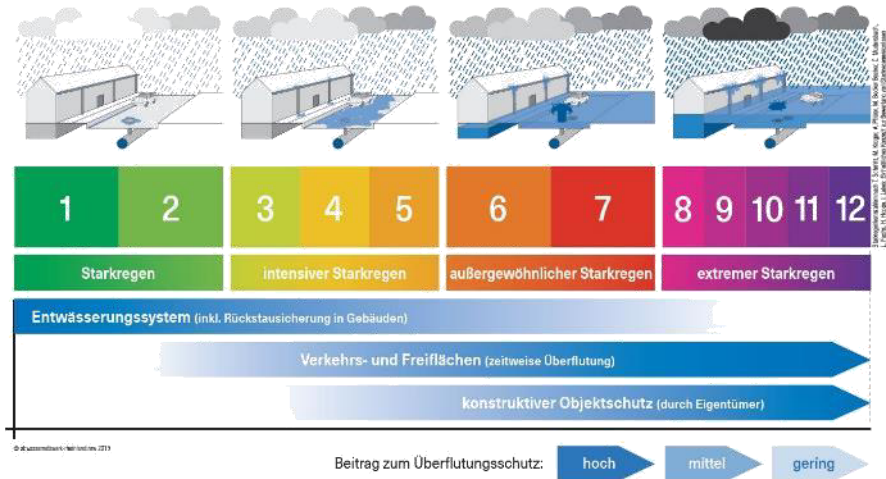 1 2 3 4 5 6 7 8 9 10 11 12
Starkregen intensiver Starkregen außergewöhnlicher Starkregen extremer Starkregen
Entwässerungssystem (inkl. Rückstausicherung in Gebäuden)
Verkehrs- und Freiflächen (zeitweise Überflutung)
konstruktiver Objektschutz (durch Eigentümer)
2019
Beitrag zum Überflutungsschutz: hoch mittel gering